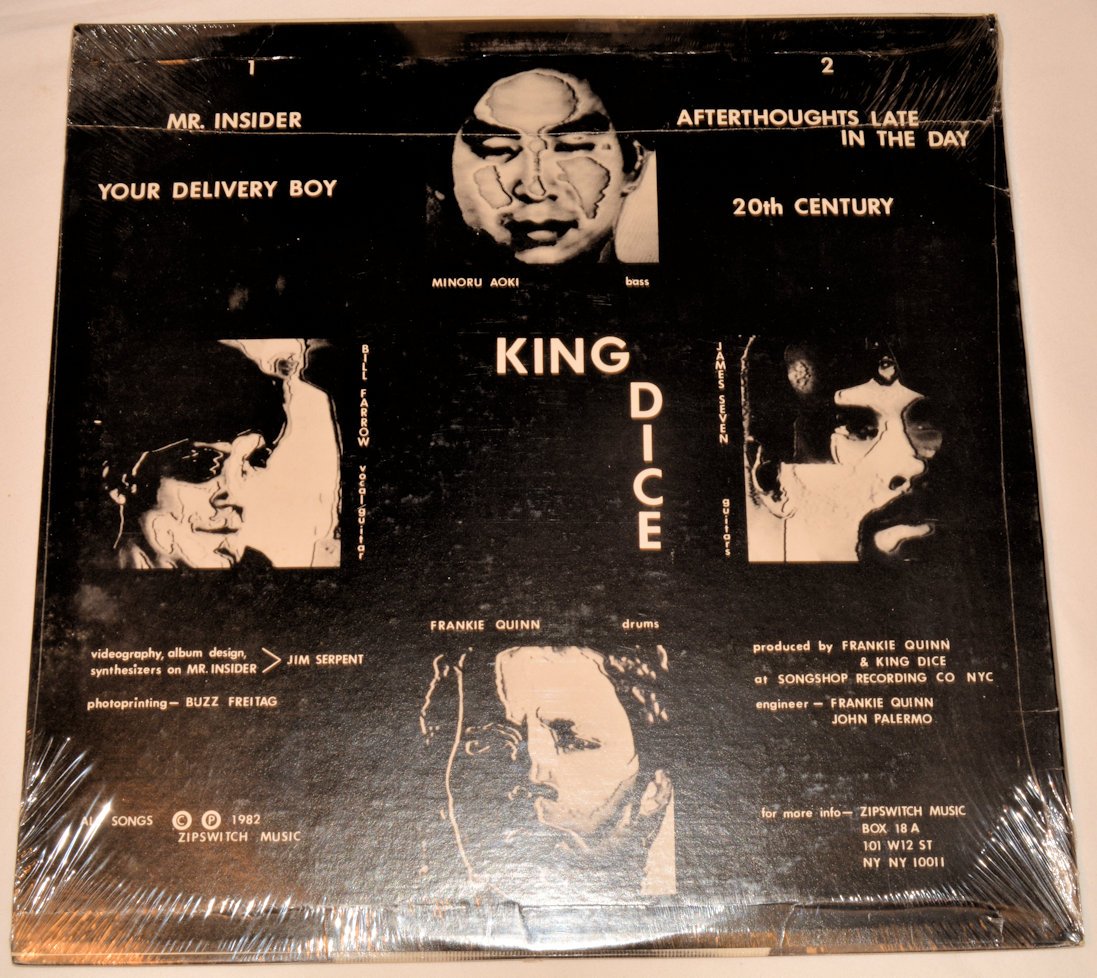 1
MR. INSIDER
YOUR DELIVERY BOY
2
AFTERTHOUGHTS LATE
IN THE DAY
20th CENTURY
MINORU AOKI bass
BILL FARROW vocal/guitar
KING
DICE
JAMES SEVEN guitars
FRANKIE QUINN drums
videography, album design,
synthesizers on MR. INSIDER > JIM SERPENT
photoprinting — BUZZ FREITAG
produced by FRANKIE QUINN
& KING DICE
at SONGSHOP RECORDING CO NYC
engineer — FRANKIE QUINN
JOHN PALERMO
ALL SONGS © ℗ 1982
ZIPSWITCH MUSIC
for more info — ZIPSWITCH MUSIC
BOX 18 A
101 W12 ST
NY NY 10011